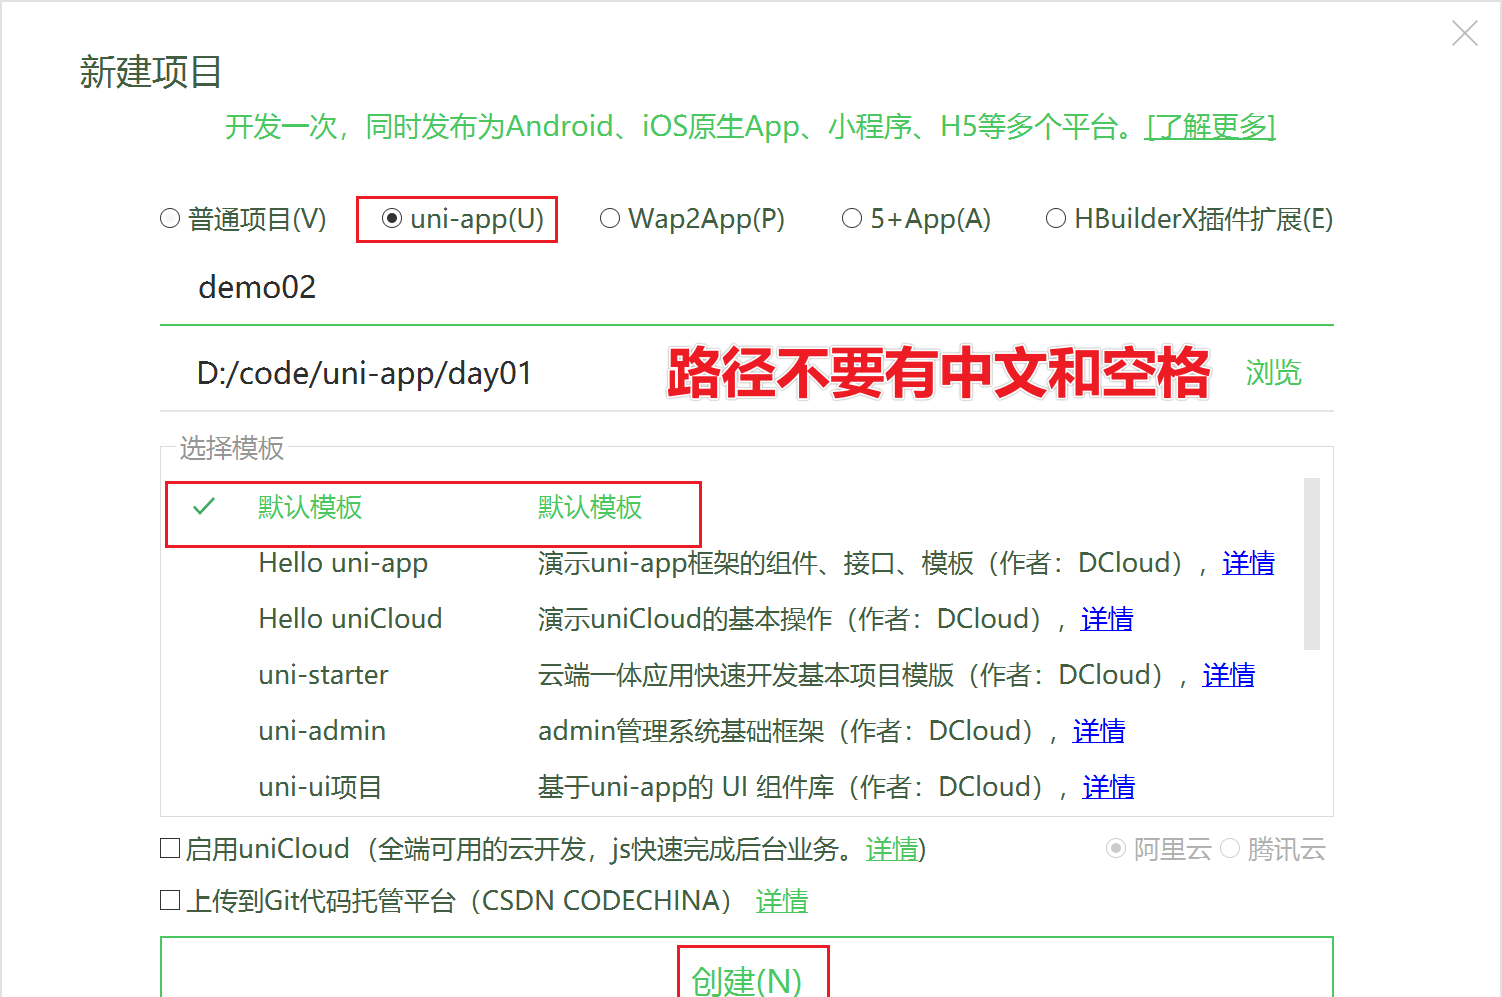 新建项目
开发一次，同时发布为Android、iOS原生App、小程序、H5等多个平台。[了解更多]
普通项目(V) uni-app(U) Wap2App(P) 5+App(A) HBuilderX插件扩展(E)
demo02
D:/code/uni-app/day01 路径不要有中文和空格 浏览
选择模板
默认模板 默认模板
Hello uni-app 演示uni-app框架的组件、接口、模板（作者：DCloud），详情
Hello uniCloud 演示uniCloud的基本操作（作者：DCloud），详情
uni-starter 云端一体应用快速开发基本项目模版（作者：DCloud），详情
uni-admin admin管理系统基础框架（作者：DCloud），详情
uni-ui项目 基于uni-app的 UI 组件库（作者：DCloud），详情
启用uniCloud（全端可用的云开发，js快速完成后台业务。详情) 阿里云 腾讯云
上传到Git代码托管平台（CSDN CODECHINA） 详情
创建(N)